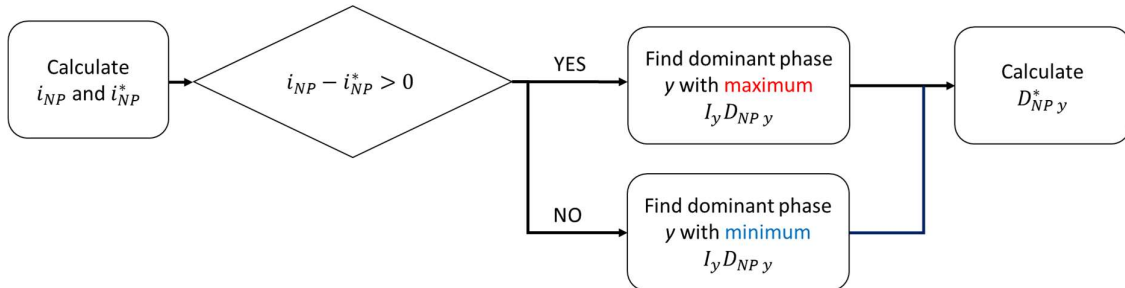 Calculate
i_NP and i*_NP
i_NP − i*_NP > 0
YES
Find dominant phase
y with maximum
I_y D_NP y
Calculate
D*_NP y
NO
Find dominant phase
y with minimum
I_y D_NP y